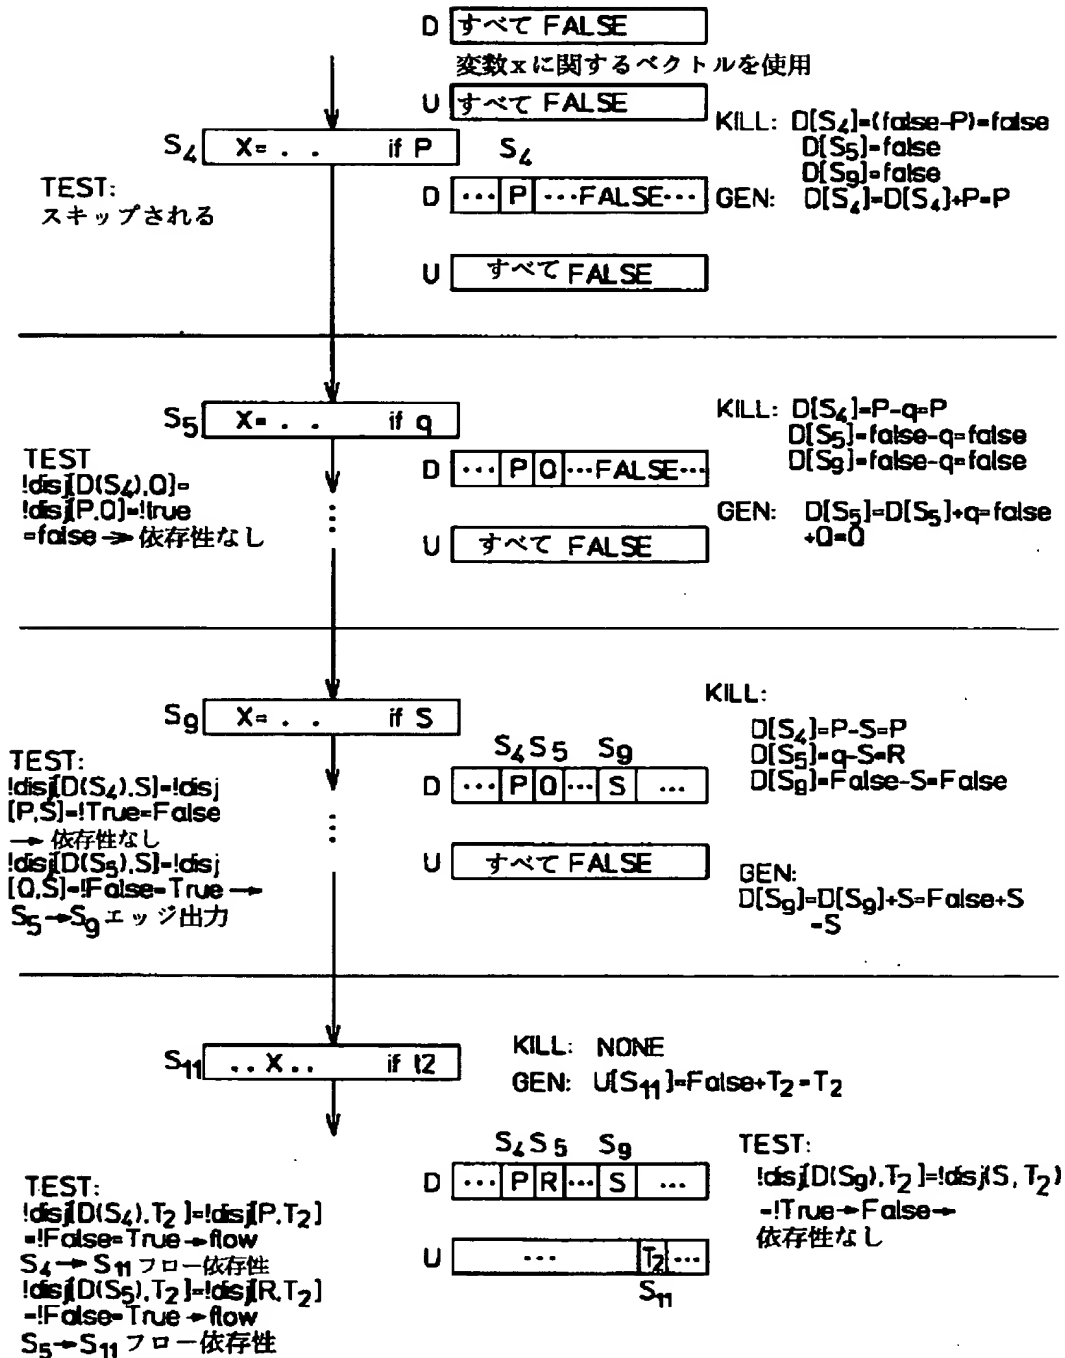 D すべて FALSE
変数xに関するベクトルを使用
U すべて FALSE
S4 X= . . if P
S4
TEST:
スキップされる
D ... P ...FALSE...
U すべて FALSE
KILL: D[S4]=(false-P)=false
D[S5]=false
D[S9]=false
GEN: D[S4]=D[S4]+P=P
S5 X= . . if q
TEST
!disj[D(S4).Q]=
!disj[P.Q]=!true
=false → 依存性なし
D ... P Q ...FALSE...
U すべて FALSE
KILL: D[S4]=P-q=P
D[S5]=false-q=false
D[S9]=false-q=false
GEN: D[S5]=D[S5]+q=false
+Q=Q
S9 X= . . if S
TEST:
!disj[D(S4).S]=!disj
[P,S]=!True=False
→ 依存性なし
!disj[D(S5).S]=!disj
[Q,S]=!False=True →
S5→S9 エッジ出力
S4 S5 S9
D ... P Q ... S ...
U すべて FALSE
KILL:
D[S4]=P-S=P
D[S5]=q-S=R
D[S9]=False-S=False
GEN:
D[S9]=D[S9]+S=False+S
=S
S11 . . X . . if t2
KILL: NONE
GEN: U[S11]=False+T2=T2
TEST:
!disj[D(S4).T2]=!disj[P,T2]
=!False=True→flow
S4→S11 フロー依存性
!disj[D(S5).T2]=!disj[R,T2]
=!False=True→flow
S5→S11 フロー依存性
S4 S5 S9
D ... P R ... S ...
U ... T2 ...
S11
TEST:
!disj[D(S9).T2]=!disj(S, T2)
=!True→False→
依存性なし